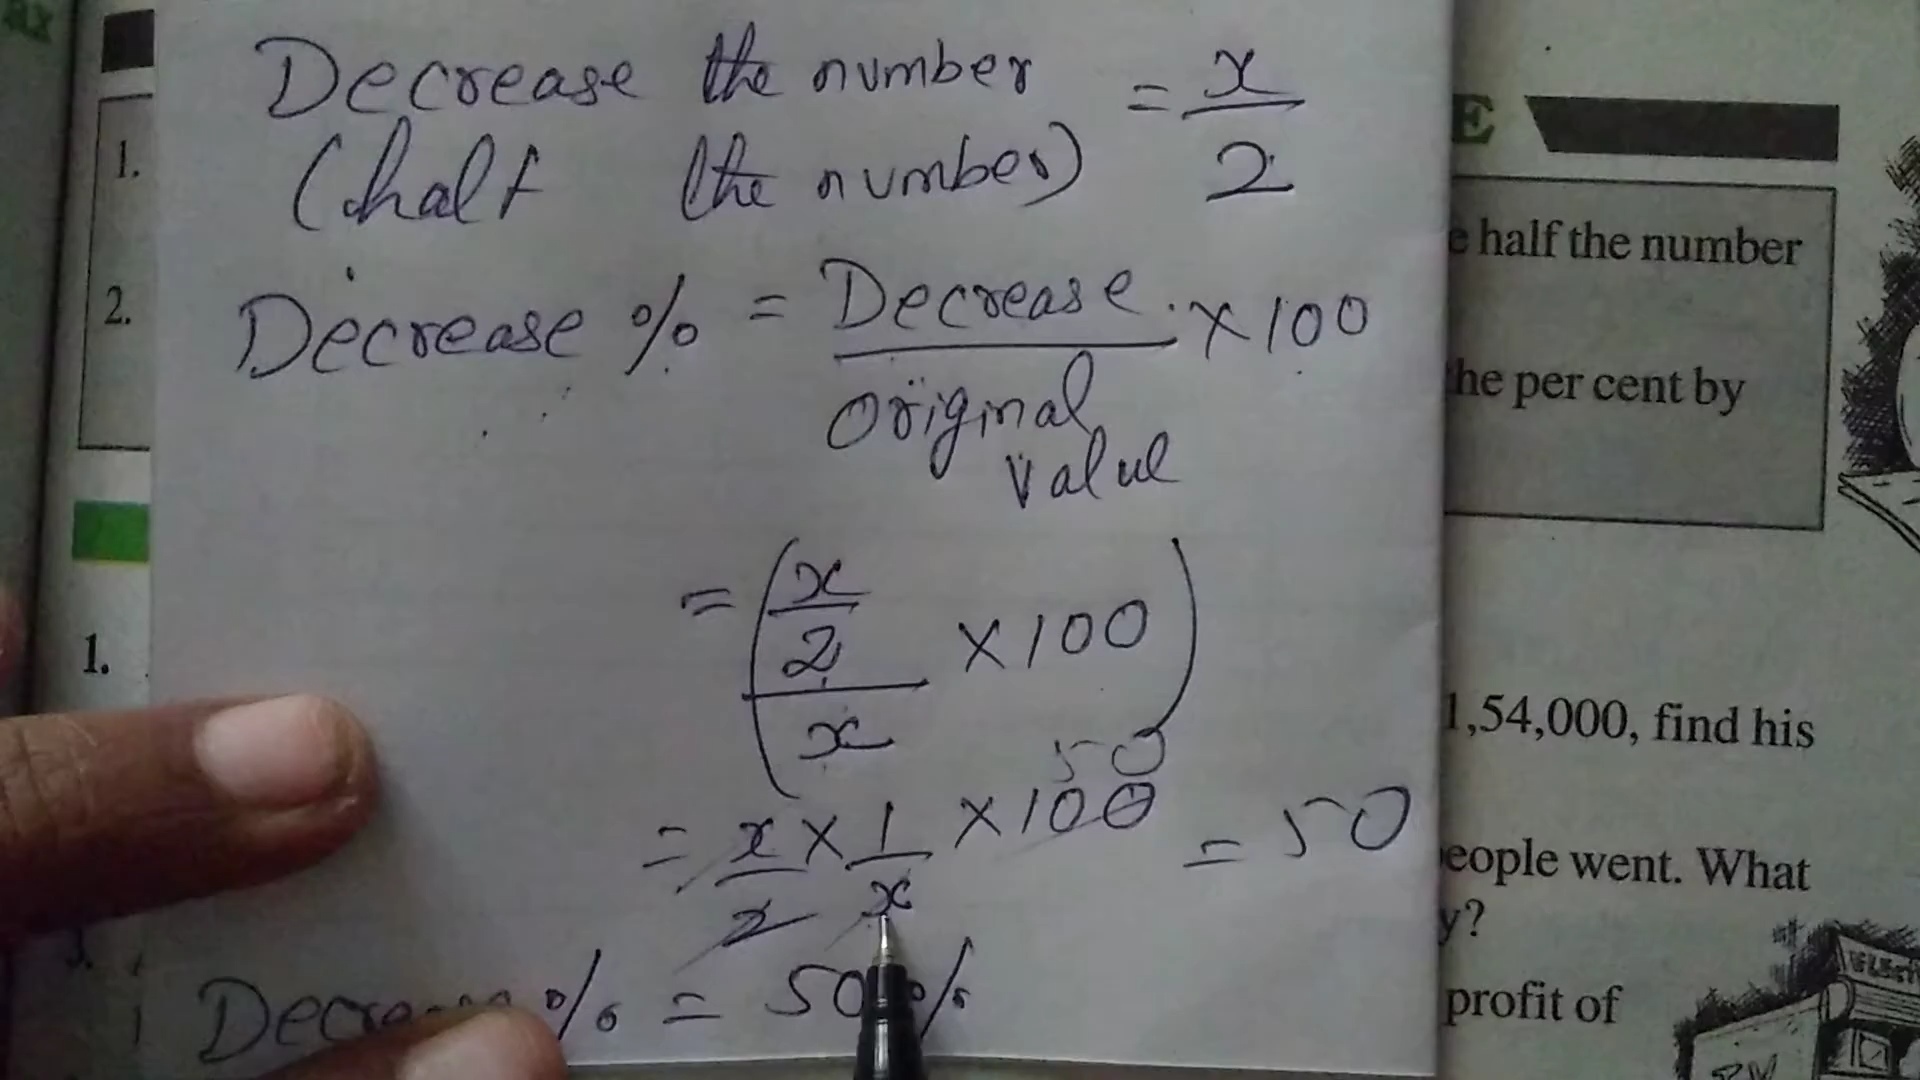 Decrease the number = x/2
(half the number)
Decrease % = Decrease/Original Value × 100
= (x/2/x × 100)
50
= x/2 × 1/x × 100 = 50
Decrease % = 50%
1.
2.
1.
E
half the number
the per cent by
1,54,000, find his
people went. What
y?
profit of